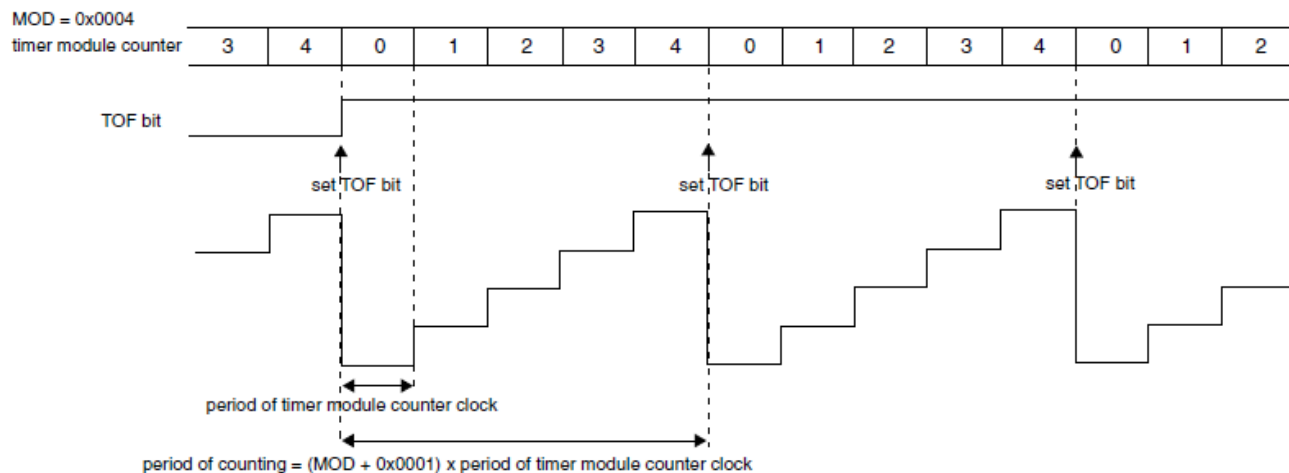 MOD = 0x0004
timer module counter 3 4 0 1 2 3 4 0 1 2 3 4 0 1 2
TOF bit
set TOF bit set TOF bit set TOF bit
period of timer module counter clock
period of counting = (MOD + 0x0001) x period of timer module counter clock